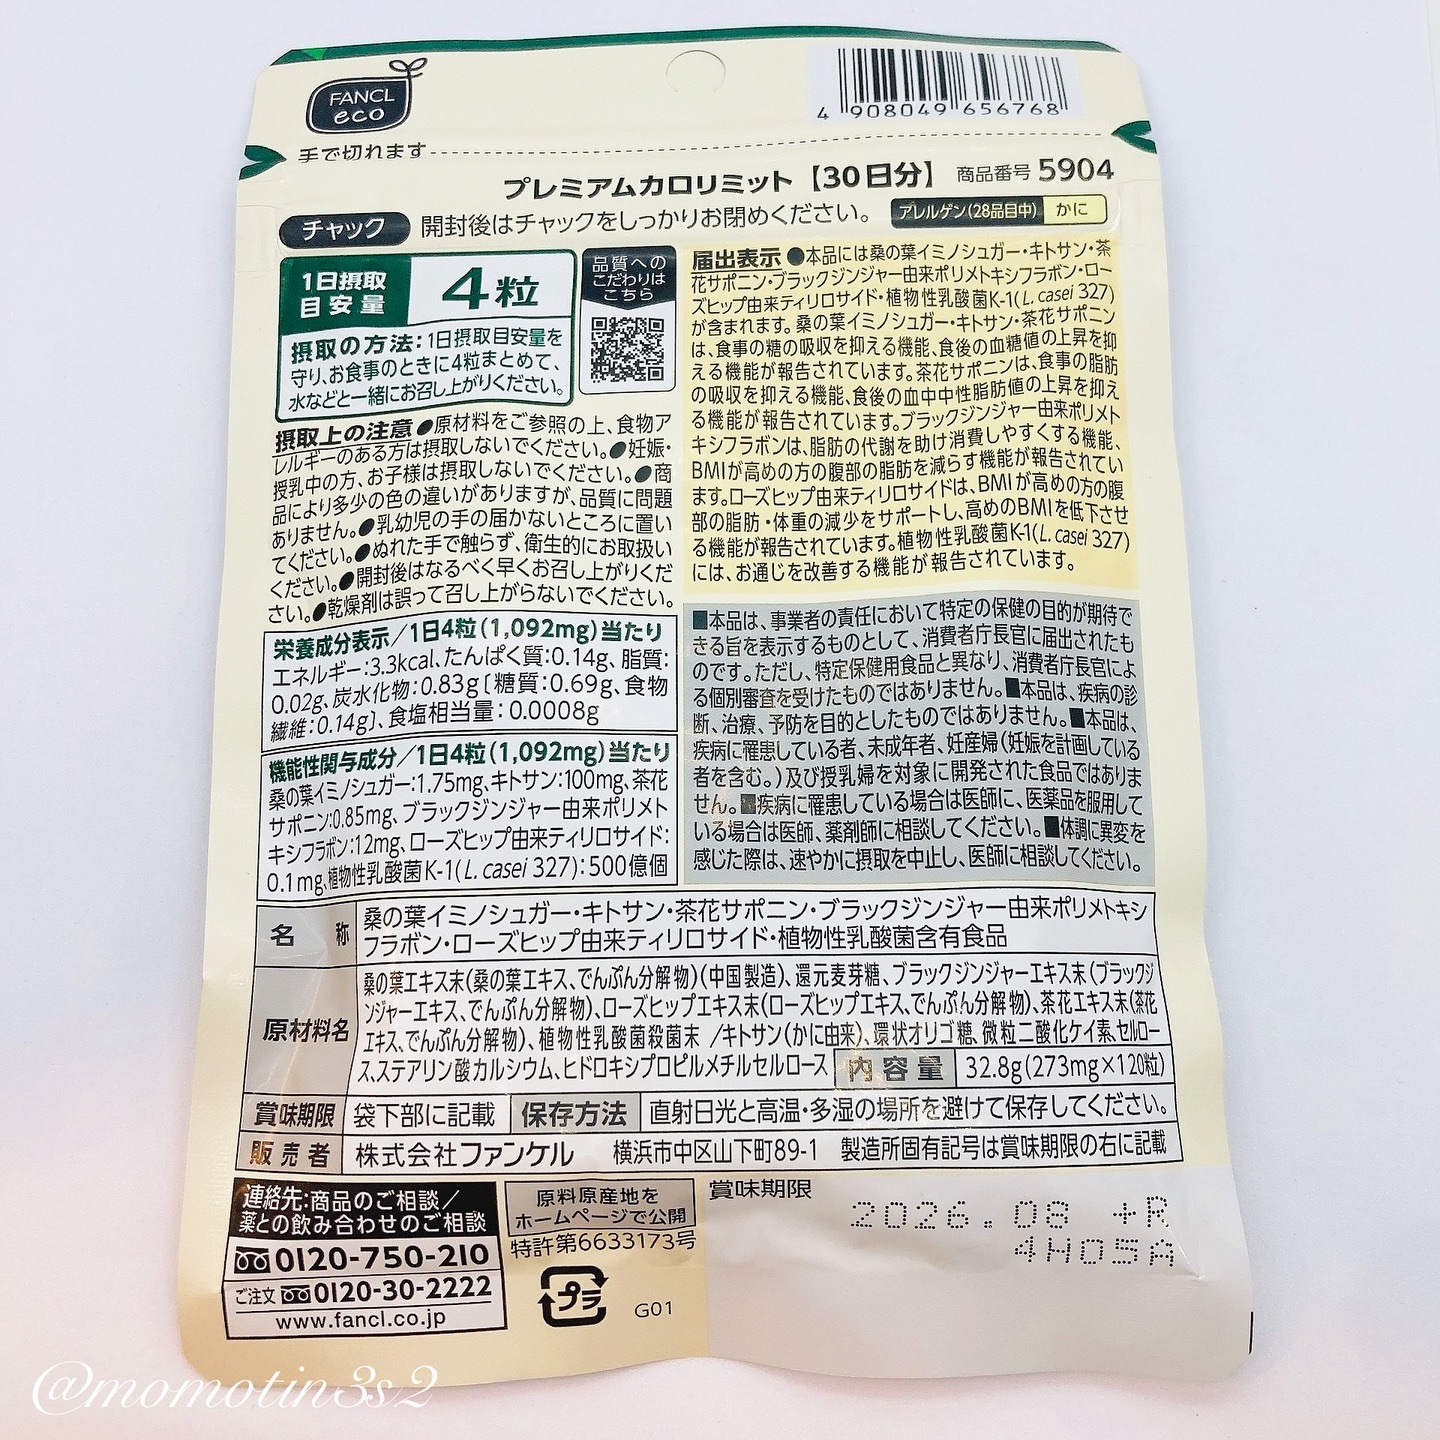 FANCL
eco
4 908049 656768
手で切れます
プレミアムカロリミット【30日分】 商品番号 5904
チャック 開封後はチャックをしっかりお閉めください。 アレルゲン(28品目中) かに
1日摂取
目安量
4粒
摂取の方法：1日摂取目安量を
守り、お食事のときに4粒まとめて、
水などと一緒にお召し上がりください。
品質への
こだわりは
こちら
摂取上の注意 ●原材料をご参照の上、食物ア
レルギーのある方は摂取しないでください。●妊娠・
授乳中の方、お子様は摂取しないでください。●商
品により多少の色の違いがありますが、品質に問題
ありません。●乳幼児の手の届かないところに置い
てください。●ぬれた手で触らず、衛生的にお取扱い
ください。●開封後はなるべく早くお召し上がりくだ
さい。●乾燥剤は誤って召し上がらないでください。
栄養成分表示／1日4粒(1,092mg)当たり
エネルギー：3.3kcal、たんぱく質：0.14g、脂質：
0.02g、炭水化物：0.83g〔糖質：0.69g、食物
繊維：0.14g〕、食塩相当量：0.0008g
機能性関与成分／1日4粒(1,092mg)当たり
桑の葉イミノシュガー：1.75mg、キトサン：100mg、茶花
サポニン：0.85mg、ブラックジンジャー由来ポリメト
キシフラボン：12mg、ローズヒップ由来ティリロサイド：
0.1mg、植物性乳酸菌K-1(L. casei 327)：500億個
届出表示 ●本品には桑の葉イミノシュガー・キトサン・茶
花サポニン・ブラックジンジャー由来ポリメトキシフラボン・ロー
ズヒップ由来ティリロサイド・植物性乳酸菌K-1(L. casei 327)
が含まれます。桑の葉イミノシュガー・キトサン・茶花サポニン
は、食事の糖の吸収を抑える機能、食後の血糖値の上昇を抑
える機能が報告されています。茶花サポニンは、食事の脂肪
の吸収を抑える機能、食後の血中中性脂肪値の上昇を抑え
る機能が報告されています。ブラックジンジャー由来ポリメト
キシフラボンは、脂肪の代謝を助け消費しやすくする機能、
BMIが高めの方の腹部の脂肪を減らす機能が報告されてい
ます。ローズヒップ由来ティリロサイドは、BMIが高めの方の腹
部の脂肪・体重の減少をサポートし、高めのBMIを低下させ
る機能が報告されています。植物性乳酸菌K-1(L. casei 327)
には、お通じを改善する機能が報告されています。
■本品は、事業者の責任において特定の保健の目的が期待で
きる旨を表示するものとして、消費者庁長官に届出されたも
のです。ただし、特定保健用食品と異なり、消費者庁長官によ
る個別審査を受けたものではありません。■本品は、疾病の診
断、治療、予防を目的としたものではありません。■本品は、
疾病に罹患している者、未成年者、妊産婦(妊娠を計画している
者を含む。)及び授乳婦を対象に開発された食品ではありま
せん。■疾病に罹患している場合は医師に、医薬品を服用して
いる場合は医師、薬剤師に相談してください。■体調に異変を
感じた際は、速やかに摂取を中止し、医師に相談してください。
名称 桑の葉イミノシュガー・キトサン・茶花サポニン・ブラックジンジャー由来ポリメトキシ
フラボン・ローズヒップ由来ティリロサイド・植物性乳酸菌含有食品
原材料名 桑の葉エキス末(桑の葉エキス、でんぷん分解物)(中国製造)、還元麦芽糖、ブラックジンジャーエキス末(ブラックジ
ンジャーエキス、でんぷん分解物)、ローズヒップエキス末(ローズヒップエキス、でんぷん分解物)、茶花エキス末(茶花
エキス、でんぷん分解物)、植物性乳酸菌殺菌末 ／キトサン(かに由来)、環状オリゴ糖、微粒二酸化ケイ素、セルロー
ス、ステアリン酸カルシウム、ヒドロキシプロピルメチルセルロース 内容量 32.8g(273mg×120粒)
賞味期限 袋下部に記載 保存方法 直射日光と高温・多湿の場所を避けて保存してください。
販売者 株式会社ファンケル 横浜市中区山下町89-1 製造所固有記号は賞味期限の右に記載
連絡先：商品のご相談／
薬との飲み合わせのご相談
0120-750-210
ご注文 0120-30-2222
www.fancl.co.jp
原料原産地を
ホームページで公開
特許第6633173号
プラ
G01
賞味期限
2026.08 +R
4H05A
@momotin3s2